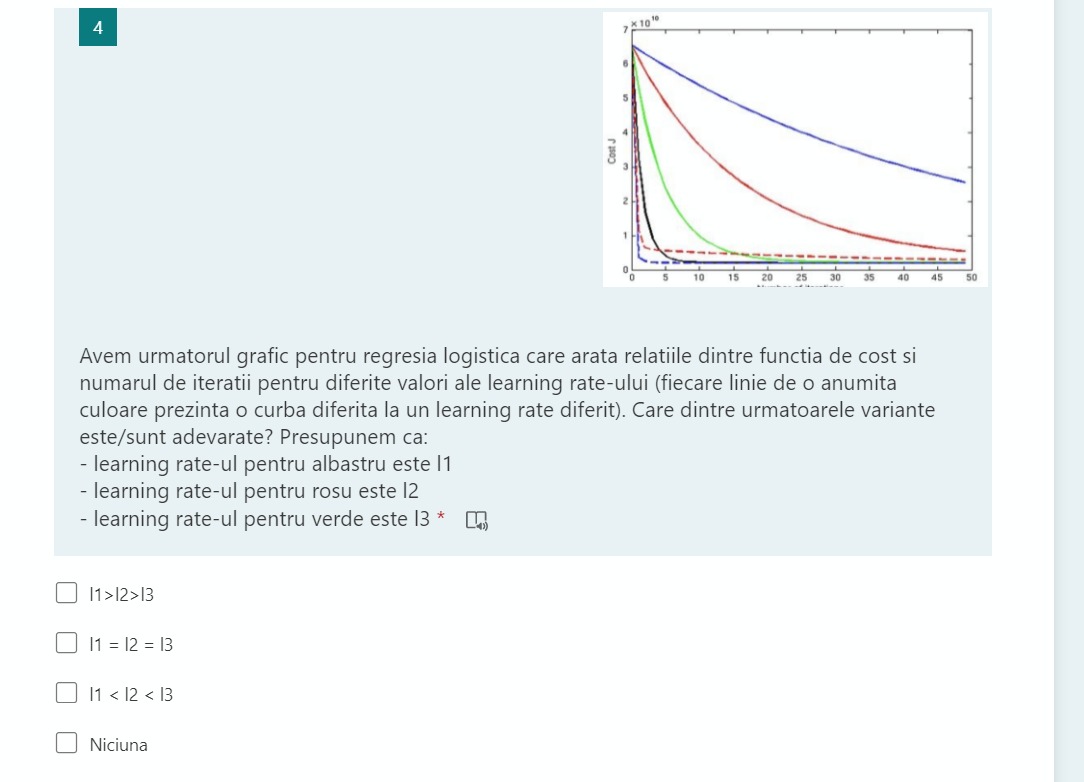 4
× 10¹⁰
7
6
5
4
3
2
1
0
Cost J
0 5 10 15 20 25 30 35 40 45 50
Avem urmatorul grafic pentru regresia logistica care arata relatiile dintre functia de cost si
numarul de iteratii pentru diferite valori ale learning rate-ului (fiecare linie de o anumita
culoare prezinta o curba diferita la un learning rate diferit). Care dintre urmatoarele variante
este/sunt adevarate? Presupunem ca:
- learning rate-ul pentru albastru este l1
- learning rate-ul pentru rosu este l2
- learning rate-ul pentru verde este l3 *
l1>l2>l3
l1 = l2 = l3
l1 < l2 < l3
Niciuna